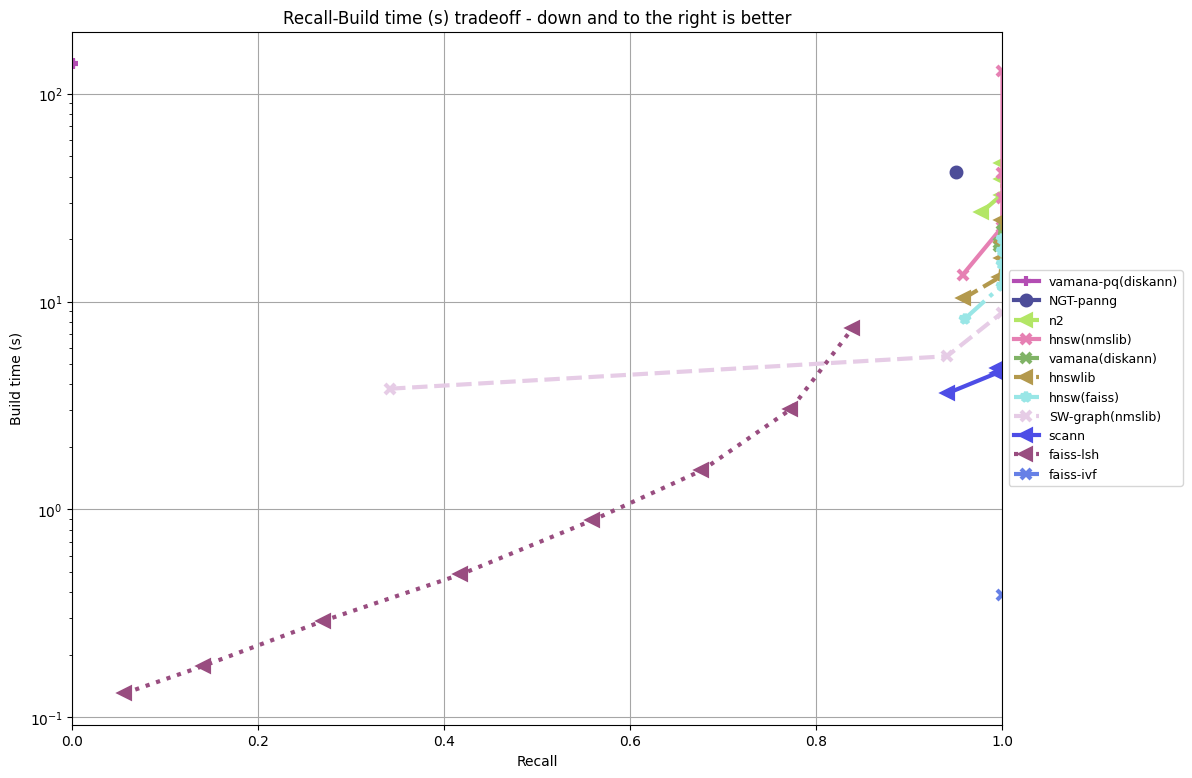 Recall-Build time (s) tradeoff - down and to the right is better
Build time (s)
10²
10¹
10⁰
10⁻¹
0.0 0.2 0.4 0.6 0.8 1.0
Recall
vamana-pq(diskann)
NGT-panng
n2
hnsw(nmslib)
vamana(diskann)
hnswlib
hnsw(faiss)
SW-graph(nmslib)
scann
faiss-lsh
faiss-ivf